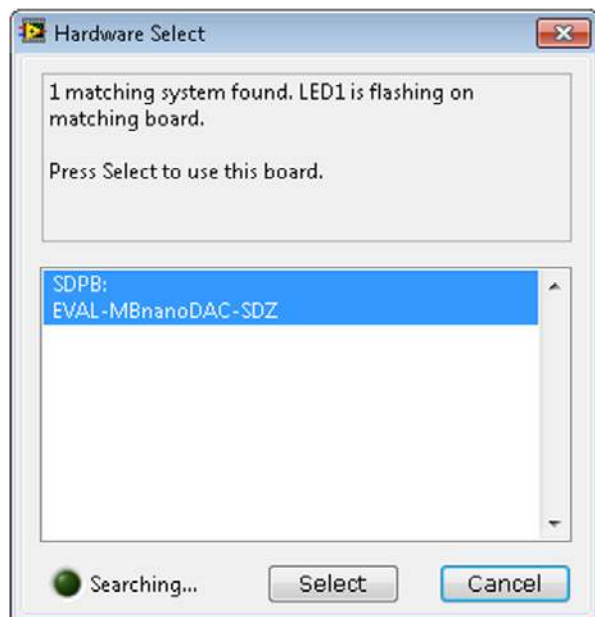 Hardware Select
1 matching system found. LED1 is flashing on
matching board.
Press Select to use this board.
SDPB:
EVAL-MBnanoDAC-SDZ
Searching...
Select
Cancel